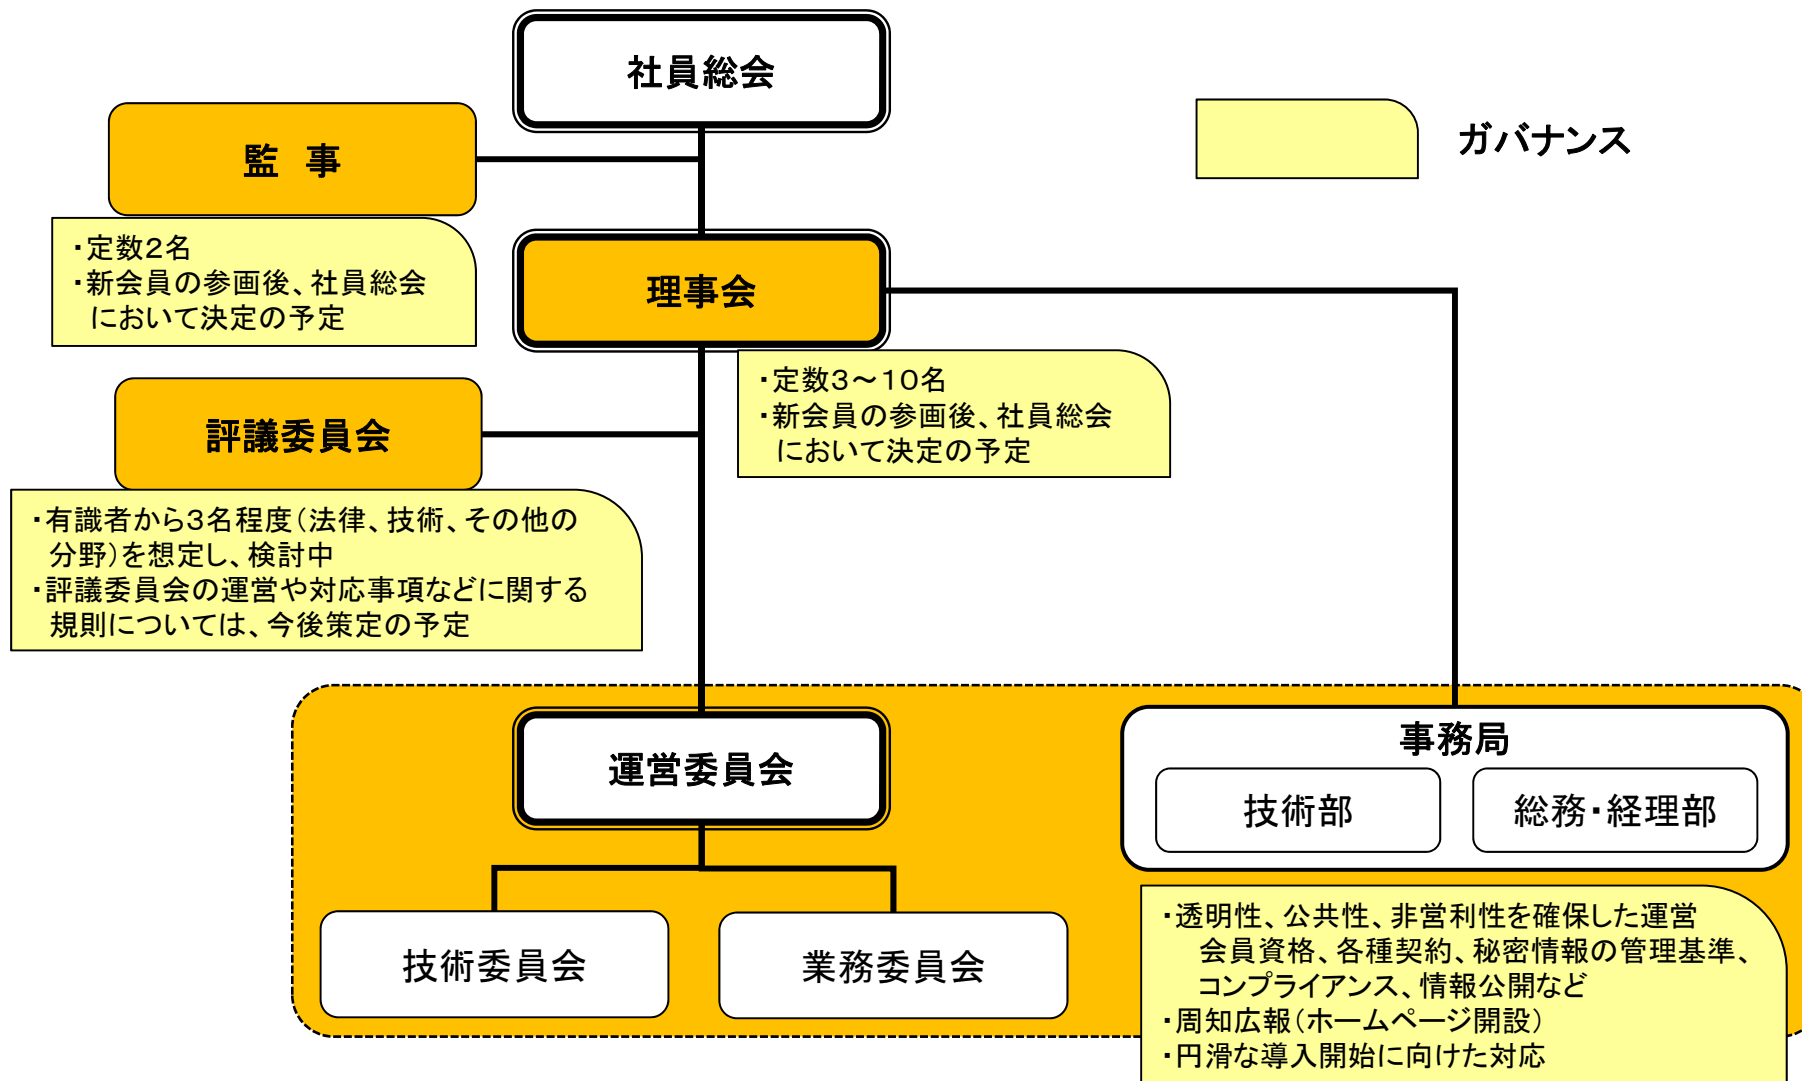 社員総会
監　事
ガバナンス
・定数２名
・新会員の参画後、社員総会
において決定の予定
理事会
・定数３～１０名
・新会員の参画後、社員総会
において決定の予定
評議委員会
・有識者から３名程度（法律、技術、その他の
分野）を想定し、検討中
・評議委員会の運営や対応事項などに関する
規則については、今後策定の予定
運営委員会
技術委員会
業務委員会
事務局
技術部
総務・経理部
・透明性、公共性、非営利性を確保した運営
会員資格、各種契約、秘密情報の管理基準、
コンプライアンス、情報公開など
・周知広報（ホームページ開設）
・円滑な導入開始に向けた対応